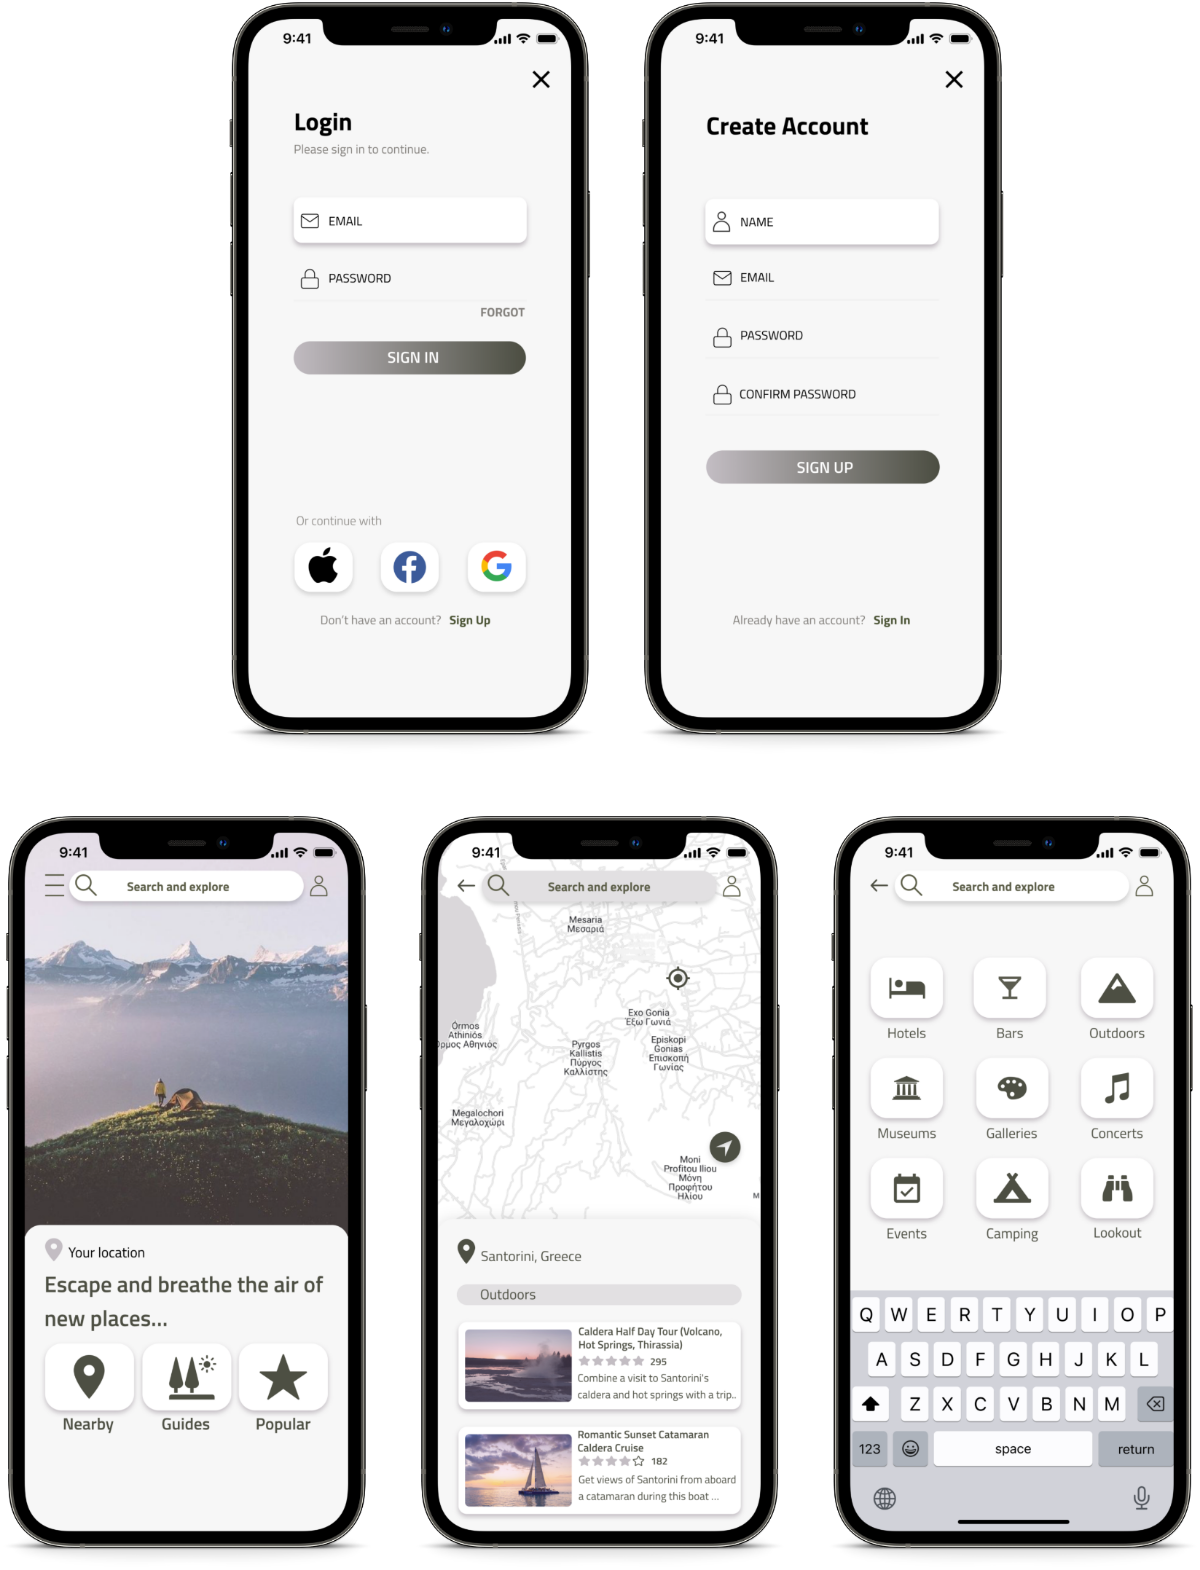 9:41
Login
Please sign in to continue.
EMAIL
PASSWORD
FORGOT
SIGN IN
Or continue with
Don't have an account? Sign Up
9:41
Create Account
NAME
EMAIL
PASSWORD
CONFIRM PASSWORD
SIGN UP
Already have an account? Sign In
9:41
Search and explore
Your location
Escape and breathe the air of
new places...
Nearby
Guides
Popular
9:41
Search and explore
Mesaria
Μεσαριά
Exo Gonia
Έξω Γωνιά
Órmos
Athiniós
ρμος Αθηνιός
Pyrgos
Kallistis
Πύργος
Καλλίστης
Episkopi
Gonias
Επισκοπή
Γωνίας
Megalochori
Μεγαλοχώρι
Moni
Profitou Iliou
Μόνη
Προφήτου
Ηλίου
M
Santorini, Greece
Outdoors
Caldera Half Day Tour (Volcano,
Hot Springs, Thirassia)
295
Combine a visit to Santorini's
caldera and hot springs with a trip..
Romantic Sunset Catamaran
Caldera Cruise
182
Get views of Santorini from aboard
a catamaran during this boat ...
9:41
Search and explore
Hotels
Bars
Outdoors
Museums
Galleries
Concerts
Events
Camping
Lookout
Q W E R T Y U I O P
A S D F G H J K L
Z X C V B N M
123 space return